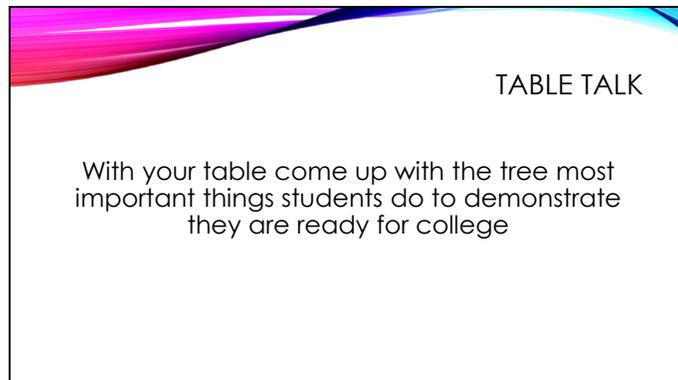 TABLE TALK
With your table come up with the tree most
important things students do to demonstrate
they are ready for college